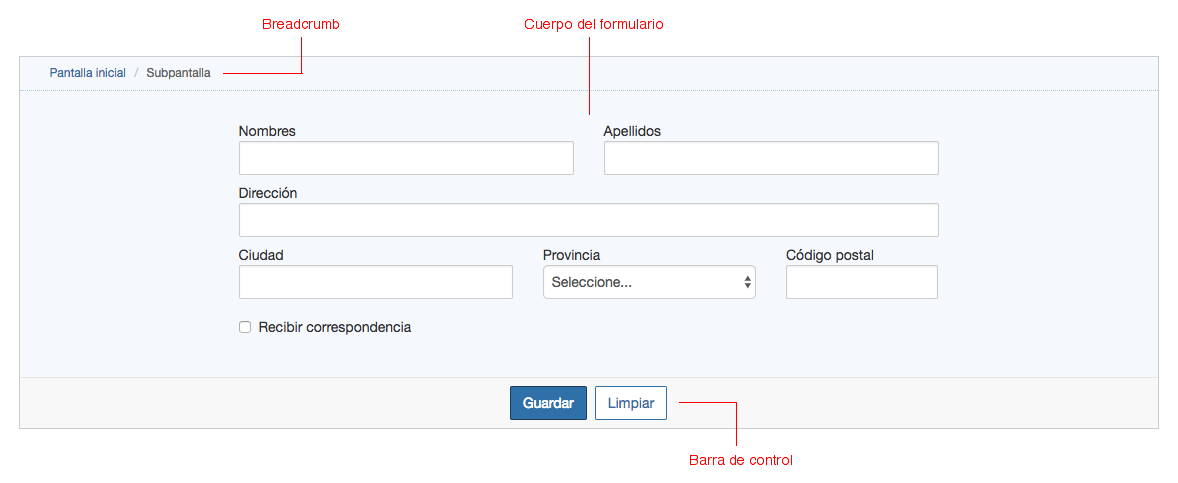 Breadcrumb
Cuerpo del formulario
Pantalla inicial / Subpantalla
Nombres
Apellidos
Dirección
Ciudad
Provincia
Código postal
Seleccione...
Recibir correspondencia
Guardar
Limpiar
Barra de control